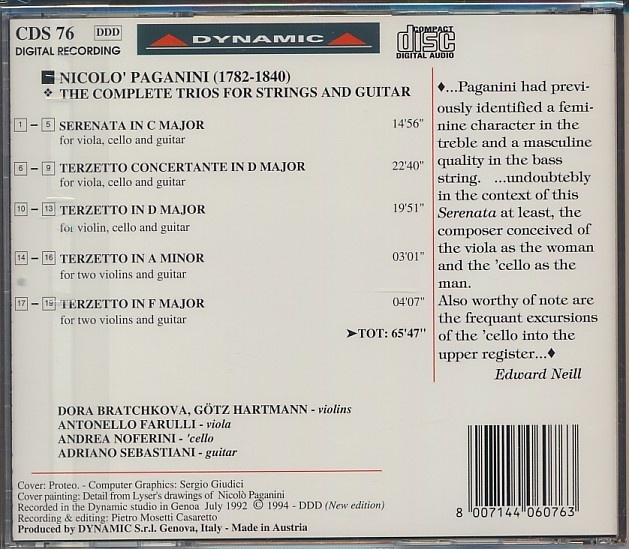 CDS 76 DDD
DIGITAL RECORDING
DYNAMIC
COMPACT
disc
DIGITAL AUDIO
NICOLO' PAGANINI (1782-1840)
❖ THE COMPLETE TRIOS FOR STRINGS AND GUITAR
1 – 5 SERENATA IN C MAJOR 14'56"
for viola, cello and guitar
6 – 9 TERZETTO CONCERTANTE IN D MAJOR 22'40"
for viola, cello and guitar
10 – 13 TERZETTO IN D MAJOR 19'51"
for violin, cello and guitar
14 – 16 TERZETTO IN A MINOR 03'01"
for two violins and guitar
17 – 19 TERZETTO IN F MAJOR 04'07"
for two violins and guitar
➤TOT: 65'47"
♦...Paganini had previ-
ously identified a femi-
nine character in the
treble and a masculine
quality in the bass
string. ...undoubtebly
in the context of this
Serenata at least, the
composer conceived of
the viola as the woman
and the 'cello as the
man.
Also worthy of note are
the frequant excursions
of the 'cello into the
upper register...♦
Edward Neill
DORA BRATCHKOVA, GÖTZ HARTMANN - violins
ANTONELLO FARULLI - viola
ANDREA NOFERINI - 'cello
ADRIANO SEBASTIANI - guitar
Cover: Proteo. - Computer Graphics: Sergio Giudici
Cover painting: Detail from Lyser's drawings of Nicolò Paganini
Recorded in the Dynamic studio in Genoa July 1992 © 1994 - DDD (New edition)
Recording & editing: Pietro Mosetti Casaretto
Produced by DYNAMIC S.r.l. Genova, Italy - Made in Austria
8 007144 060763